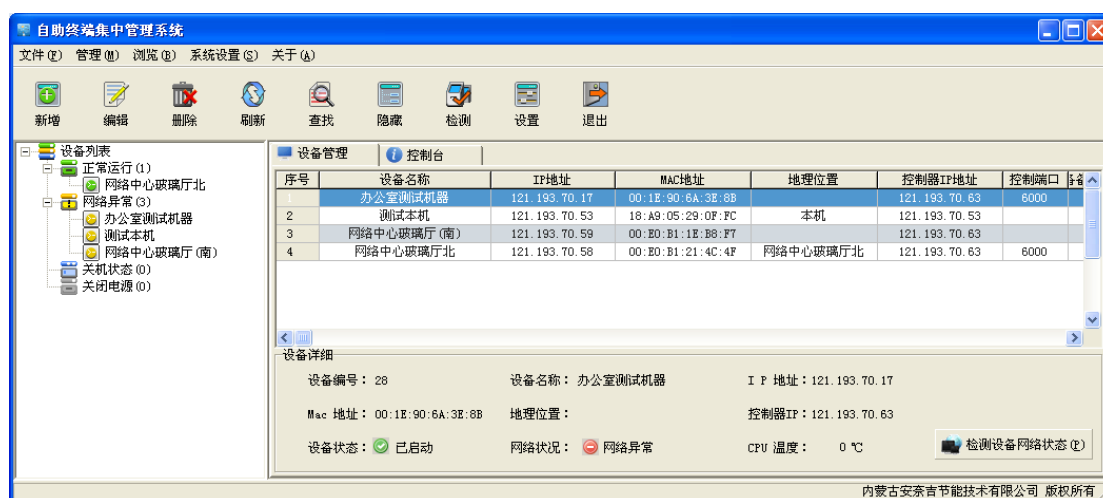 自助终端集中管理系统
文件(F) 管理(M) 浏览(B) 系统设置(S) 关于(A)
新增 编辑 删除 刷新 查找 隐藏 检测 设置 退出
设备列表
正常运行(1)
网络中心玻璃厅北
网络异常(3)
办公室测试机器
测试本机
网络中心玻璃厅(南)
关机状态(0)
关闭电源(0)
设备管理 控制台
序号 设备名称 IP地址 MAC地址 地理位置 控制器IP地址 控制端口
1 办公室测试机器 121.193.70.17 00:1E:90:6A:3E:8B 121.193.70.63 6000
2 测试本机 121.193.70.53 18:A9:05:29:0F:FC 本机 121.193.70.53
3 网络中心玻璃厅(南) 121.193.70.59 00:E0:B1:1E:B8:F7 121.193.70.63
4 网络中心玻璃厅北 121.193.70.58 00:E0:B1:21:4C:4F 网络中心玻璃厅北 121.193.70.63 6000
设备详细
设备编号：28 设备名称：办公室测试机器 I P 地址：121.193.70.17
Mac 地址：00:1E:90:6A:3E:8B 地理位置： 控制器IP：121.193.70.63
设备状态： 已启动 网络状况： 网络异常 CPU 温度： 0 ℃ 检测设备网络状态(P)
内蒙古安奈吉节能技术有限公司 版权所有